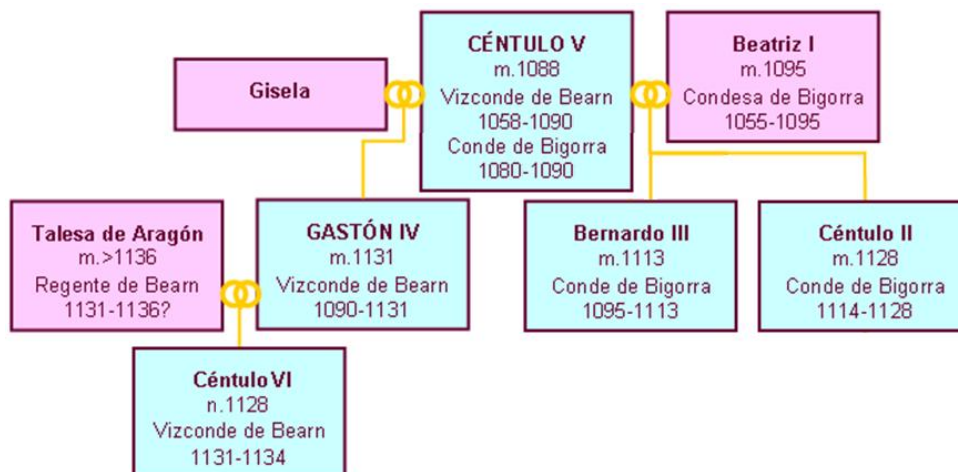 Gisela
CÉNTULO V
m.1088
Vizconde de Bearn
1058-1090
Conde de Bigorra
1080-1090
Beatriz I
m.1095
Condesa de Bigorra
1055-1095
Talesa de Aragón
m.>1136
Regente de Bearn
1131-1136?
GASTÓN IV
m.1131
Vizconde de Bearn
1090-1131
Bernardo III
m.1113
Conde de Bigorra
1095-1113
Céntulo II
m.1128
Conde de Bigorra
1114-1128
Céntulo VI
n.1128
Vizconde de Bearn
1131-1134